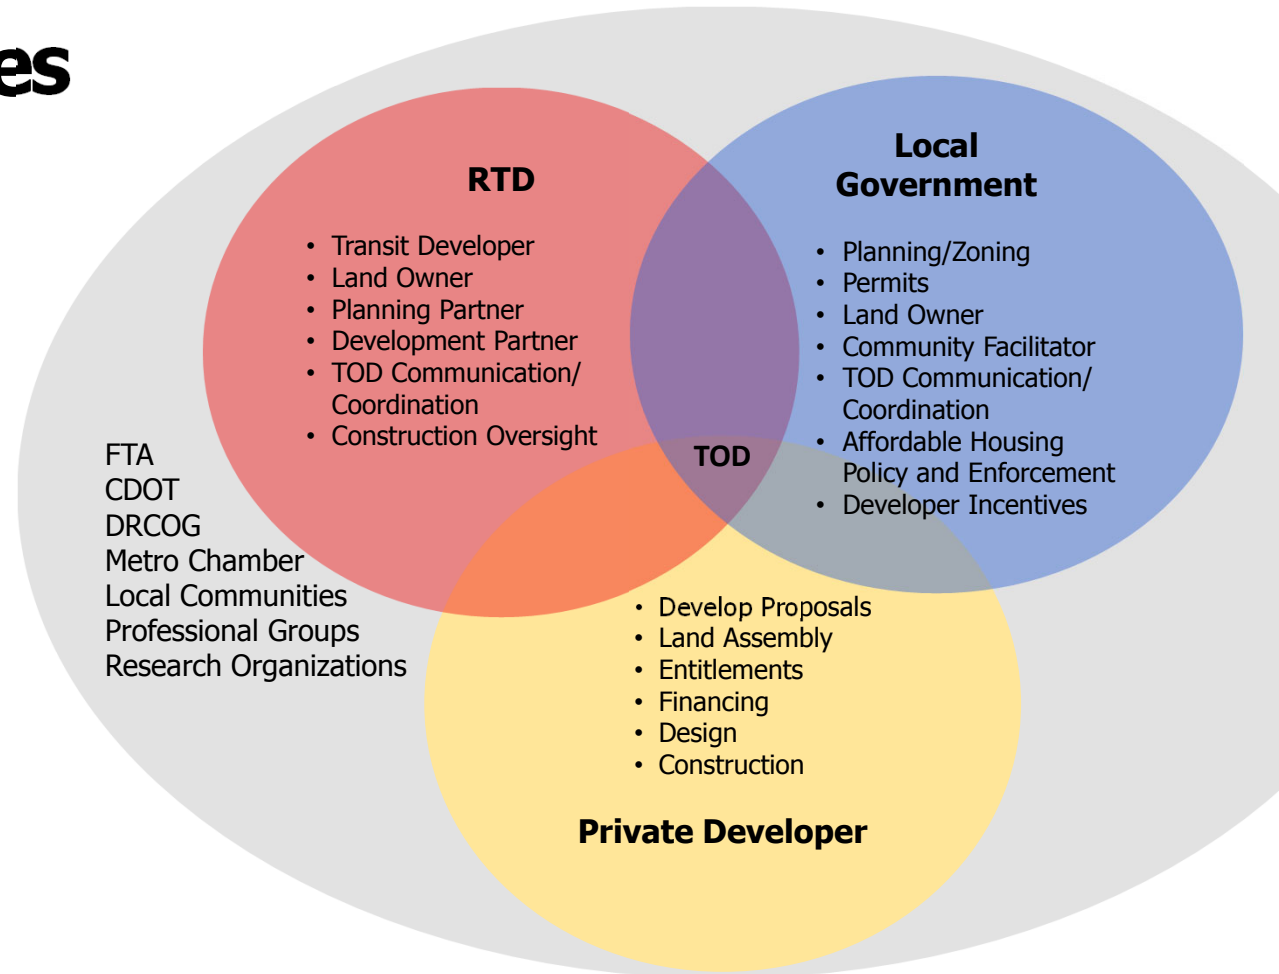 es
RTD
• Transit Developer
• Land Owner
• Planning Partner
• Development Partner
• TOD Communication/
Coordination
• Construction Oversight
Local
Government
• Planning/Zoning
• Permits
• Land Owner
• Community Facilitator
• TOD Communication/
Coordination
• Affordable Housing
Policy and Enforcement
• Developer Incentives
TOD
FTA
CDOT
DRCOG
Metro Chamber
Local Communities
Professional Groups
Research Organizations
• Develop Proposals
• Land Assembly
• Entitlements
• Financing
• Design
• Construction
Private Developer